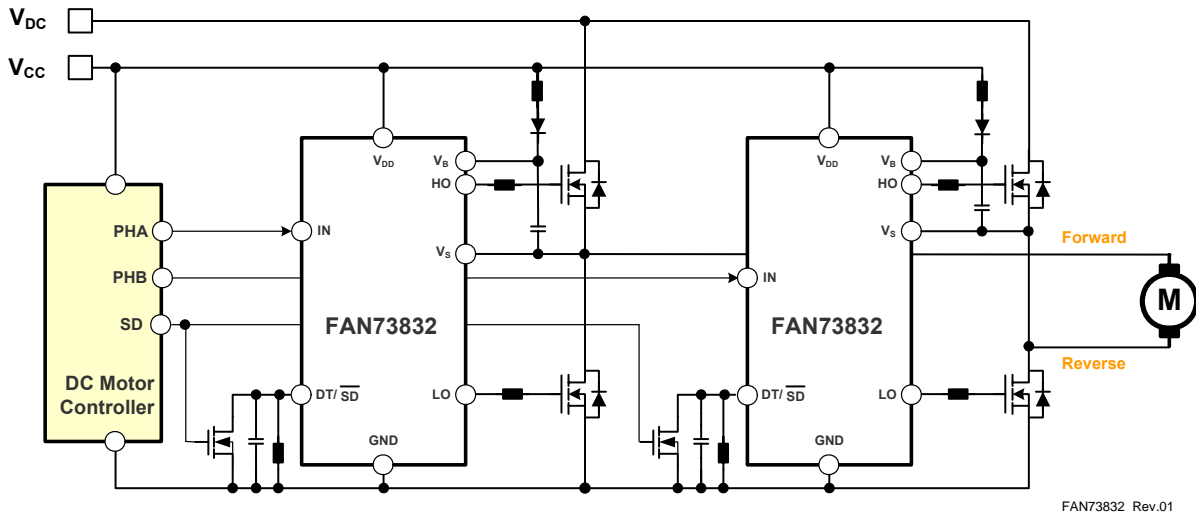 VDC
VCC
VDD
VB
HO
PHA
IN
VS
PHB
SD
FAN73832
DC Motor
Controller
DT/ SD
LO
GND
VDD
VB
HO
VS
Forward
IN
M
FAN73832
Reverse
DT/ SD
LO
GND
FAN73832 Rev.01